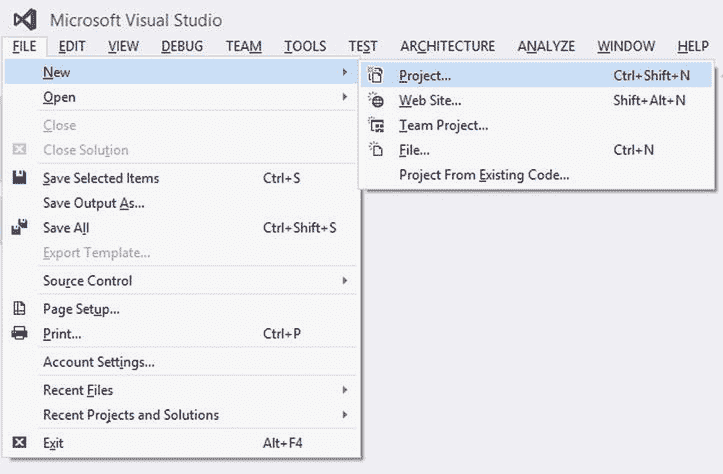 Microsoft Visual Studio
FILE EDIT VIEW DEBUG TEAM TOOLS TEST ARCHITECTURE ANALYZE WINDOW HELP
New
Open
Close
Close Solution
Save Selected Items Ctrl+S
Save Output As...
Save All Ctrl+Shift+S
Export Template...
Source Control
Page Setup...
Print... Ctrl+P
Account Settings...
Recent Files
Recent Projects and Solutions
Exit Alt+F4
Project... Ctrl+Shift+N
Web Site... Shift+Alt+N
Team Project...
File... Ctrl+N
Project From Existing Code...